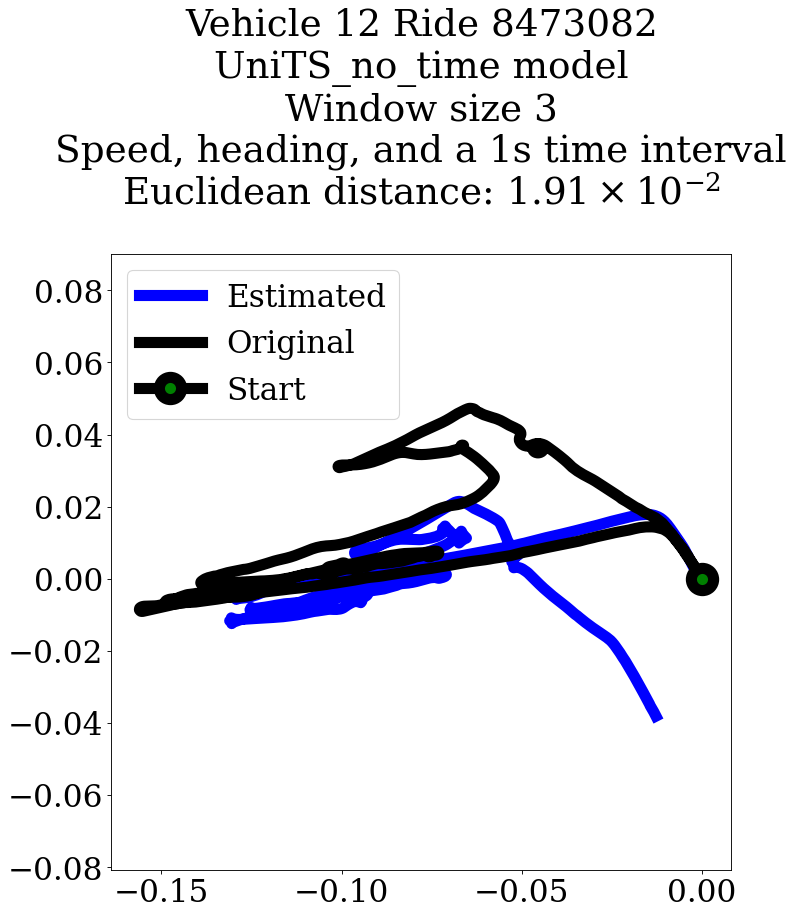 Vehicle 12 Ride 8473082
UniTS_no_time model
Window size 3
Speed, heading, and a 1s time interval
Euclidean distance: 1.91 × 10⁻²
Estimated
Original
Start
0.08
0.06
0.04
0.02
0.00
−0.02
−0.04
−0.06
−0.08
−0.15
−0.10
−0.05
0.00